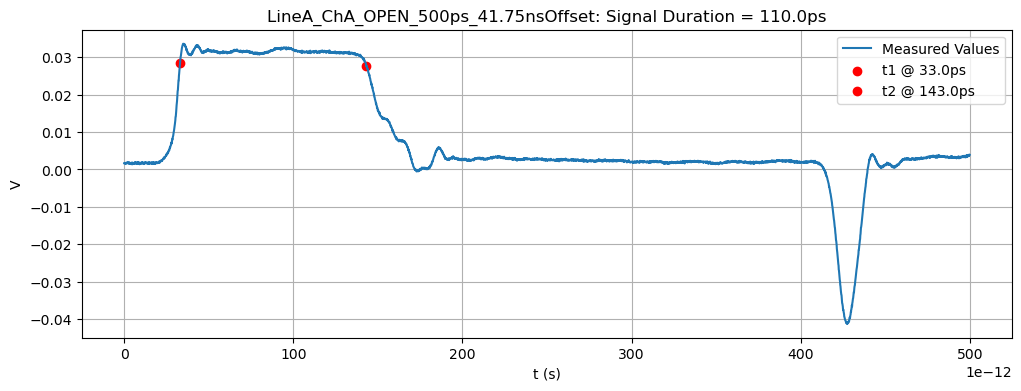 LineA_ChA_OPEN_500ps_41.75nsOffset: Signal Duration = 110.0ps
Measured Values
t1 @ 33.0ps
t2 @ 143.0ps
V
0.03
0.02
0.01
0.00
−0.01
−0.02
−0.03
−0.04
0
100
200
300
400
500
1e−12
t (s)